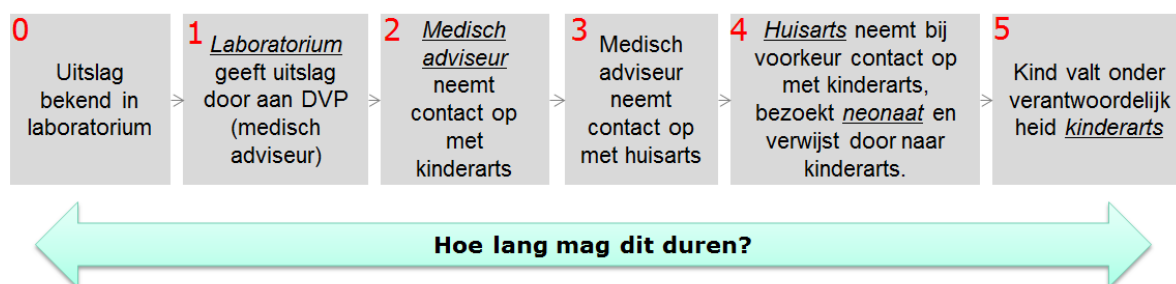 0
Uitslag
bekend in
laboratorium
1
Laboratorium
geeft uitslag
door aan DVP
(medisch
adviseur)
2
Medisch
adviseur
neemt
contact op
met
kinderarts
3
Medisch
adviseur
neemt
contact op
met huisarts
4
Huisarts neemt bij
voorkeur contact op
met kinderarts,
bezoekt neonaat en
verwijst door naar
kinderarts.
5
Kind valt onder
verantwoordelijk
heid kinderarts
Hoe lang mag dit duren?